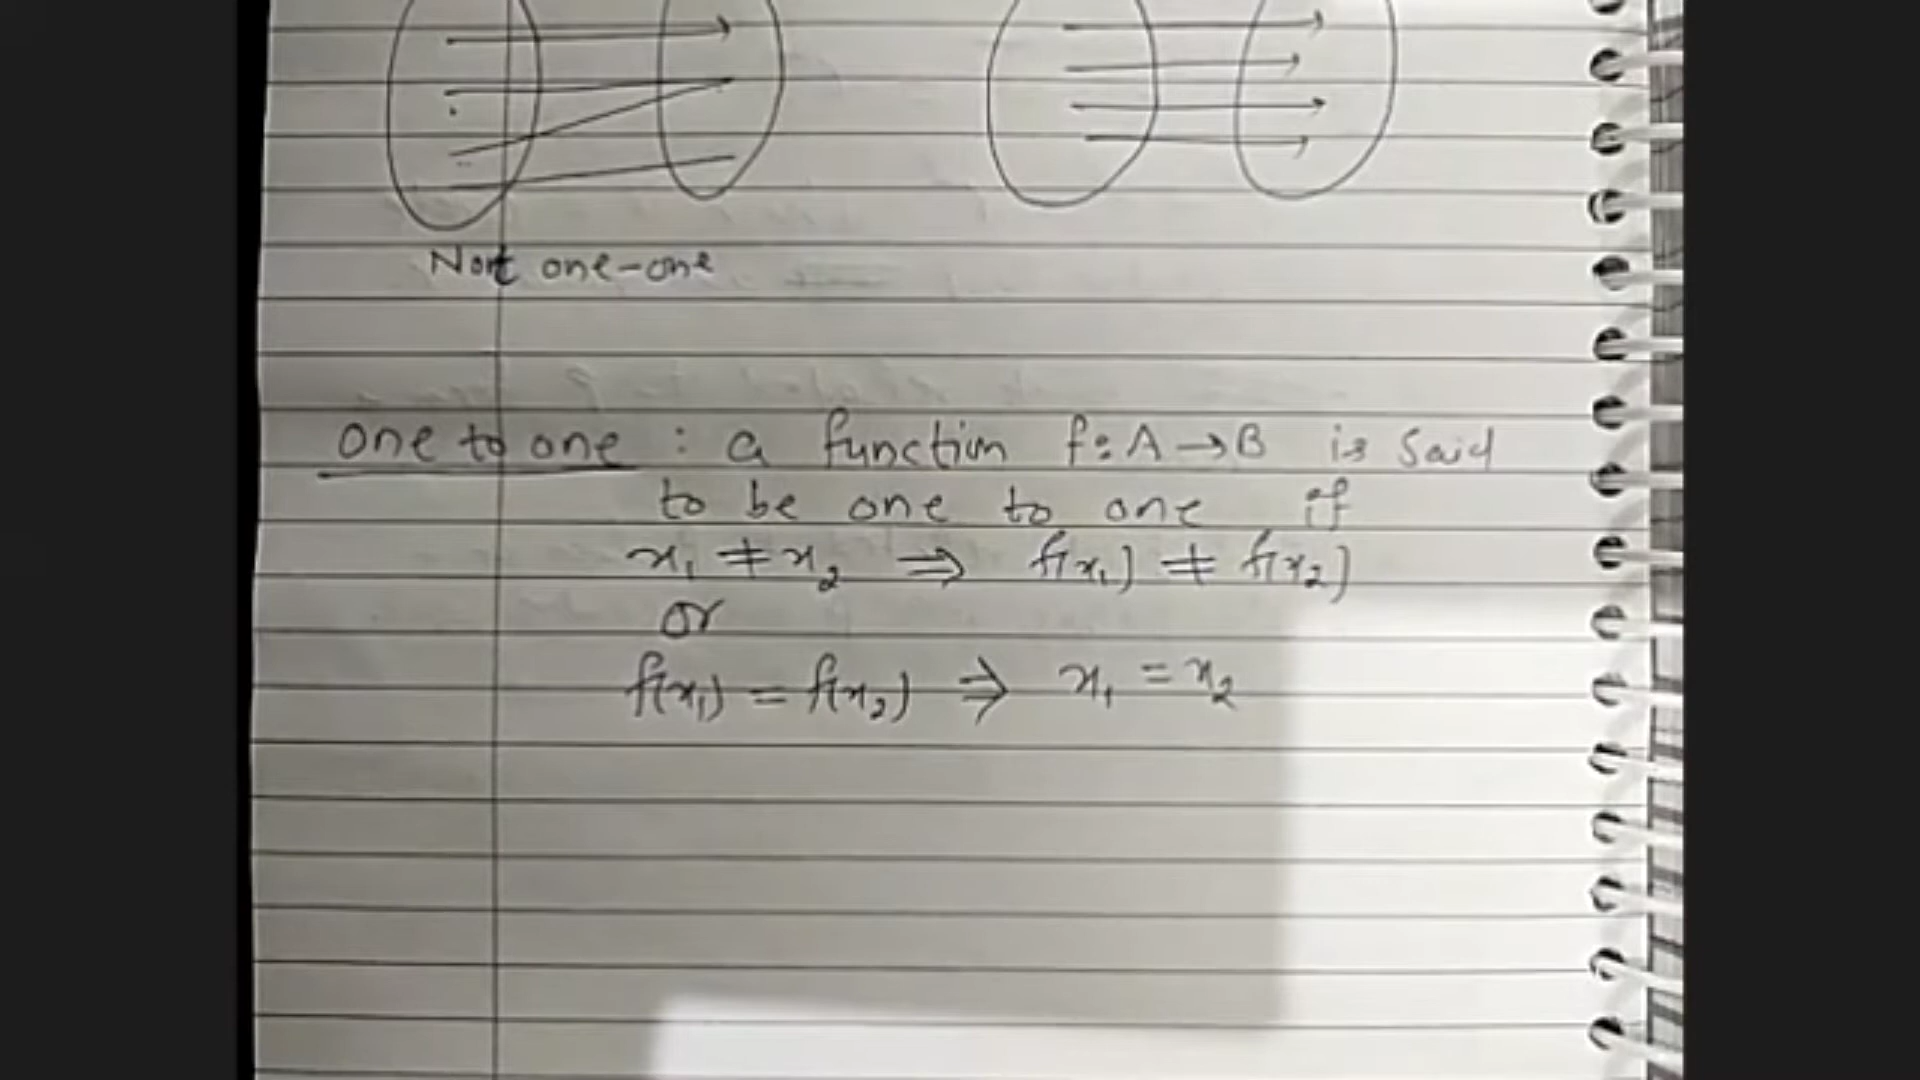 Not one-one
one to one : a function f: A → B is said
to be one to one if
x₁ ≠ x₂ ⇒ f(x₁) ≠ f(x₂)
or
f(x₁) = f(x₂) ⇒ x₁ = x₂